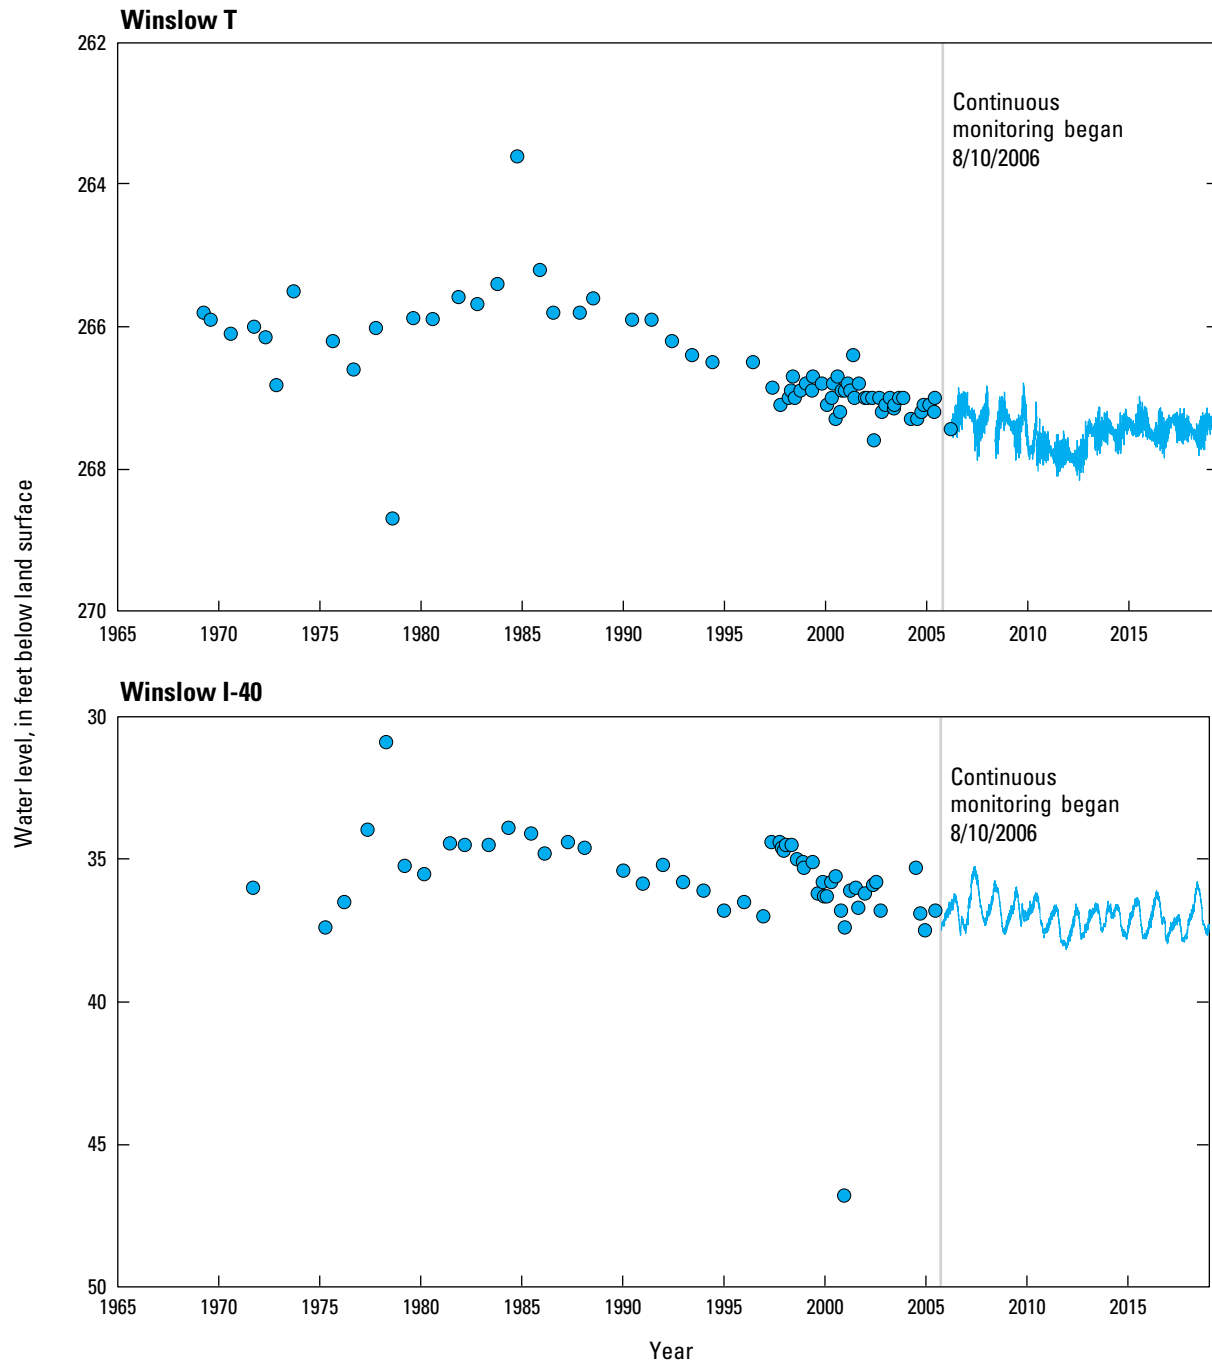 Winslow T
262
264
266
268
270
Continuous
monitoring began
8/10/2006
1965 1970 1975 1980 1985 1990 1995 2000 2005 2010 2015
Water level, in feet below land surface
Winslow I-40
30
35
40
45
50
Continuous
monitoring began
8/10/2006
1965 1970 1975 1980 1985 1990 1995 2000 2005 2010 2015
Year